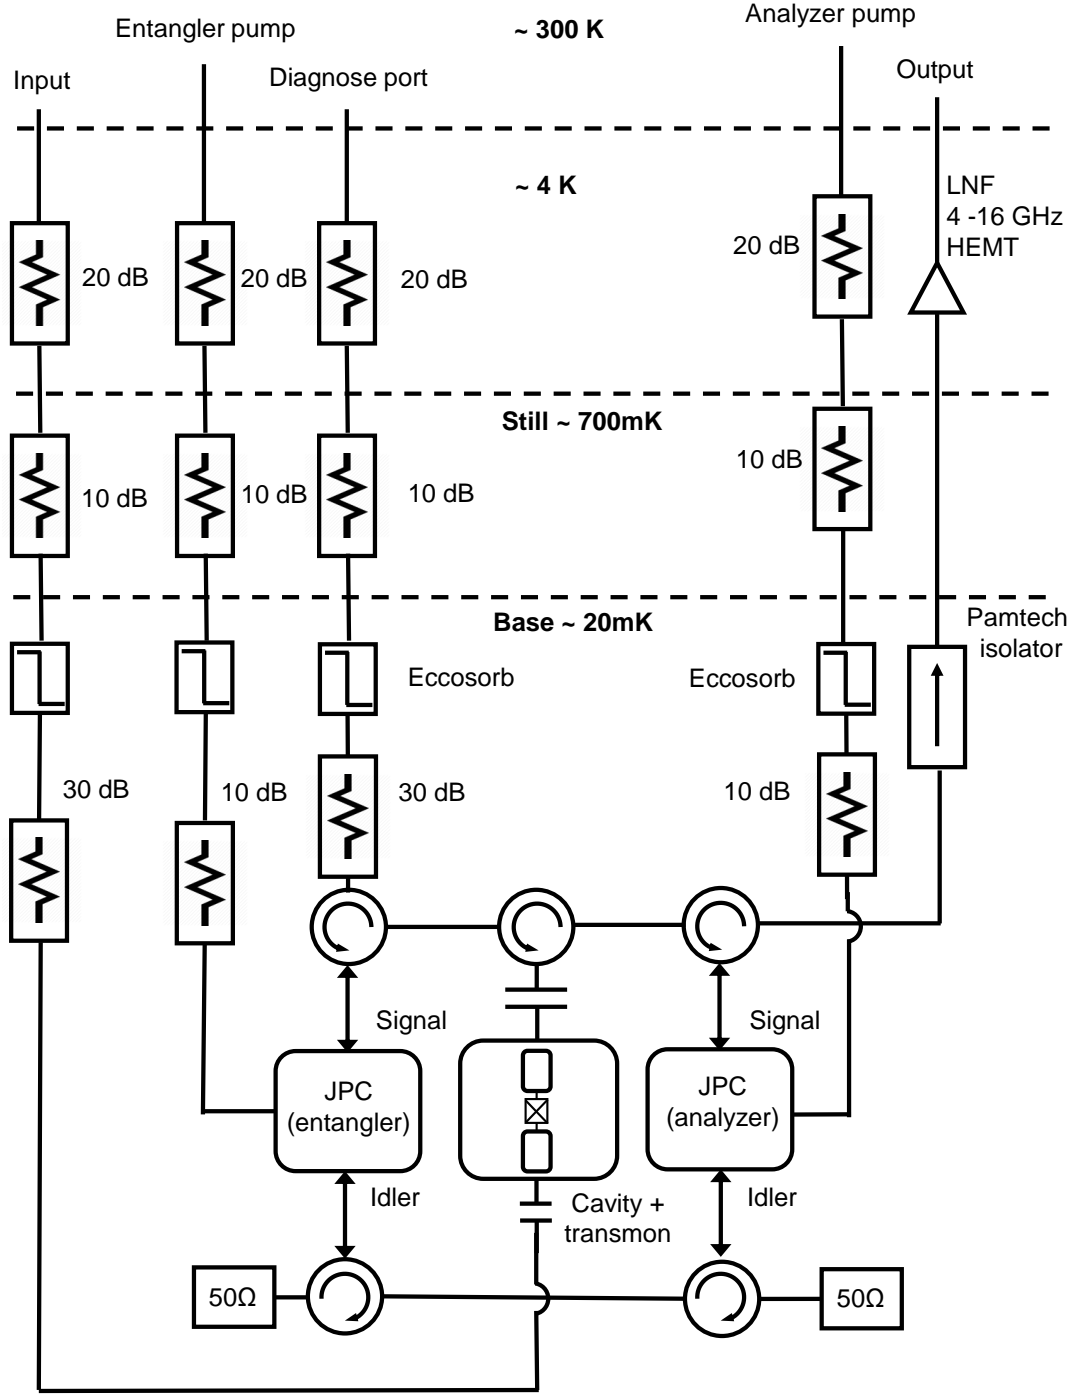 Analyzer pump
Entangler pump
~ 300 K
Input
Diagnose port
Output
~ 4 K
LNF
4 -16 GHz
HEMT
20 dB
20 dB
20 dB
20 dB
Still ~ 700mK
10 dB
10 dB
10 dB
10 dB
Base ~ 20mK
Pamtech
isolator
Eccosorb
Eccosorb
30 dB
10 dB
30 dB
10 dB
Signal
Signal
JPC
(entangler)
JPC
(analyzer)
Idler
Cavity +
transmon
Idler
50Ω
50Ω